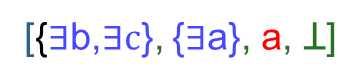 [{∃b,∃c}, {∃a}, a, ⊥]